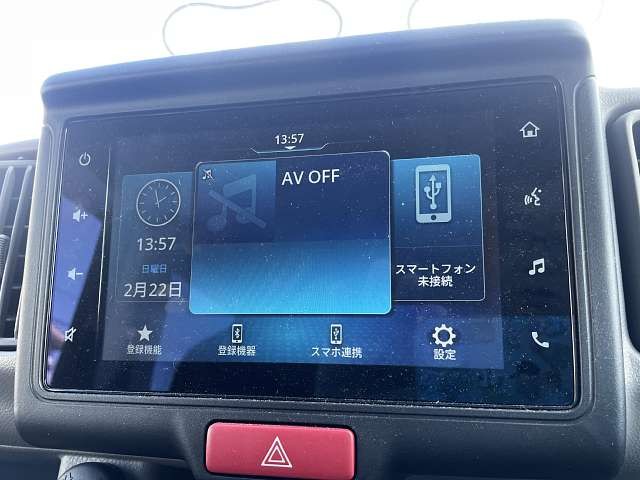 13:57
AV OFF
13:57
日曜日
2月22日
スマートフォン
未接続
登録機能
登録機器
スマホ連携
設定